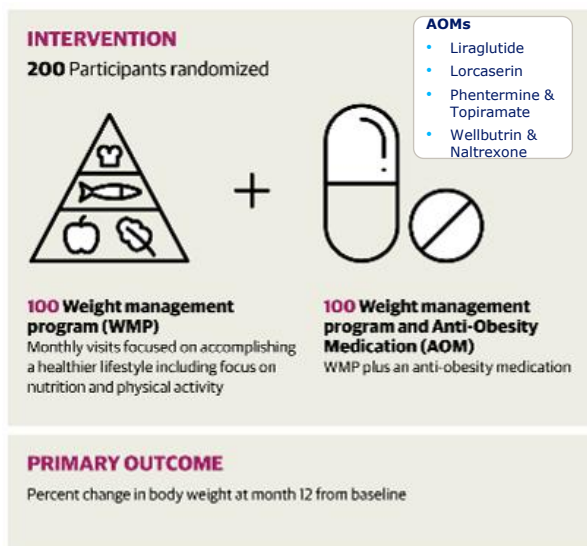 INTERVENTION
200 Participants randomized
AOMs
• Liraglutide
• Lorcaserin
• Phentermine &
Topiramate
• Wellbutrin &
Naltrexone
+
100 Weight management
program (WMP)
Monthly visits focused on accomplishing
a healthier lifestyle including focus on
nutrition and physical activity
100 Weight management
program and Anti-Obesity
Medication (AOM)
WMP plus an anti-obesity medication
PRIMARY OUTCOME
Percent change in body weight at month 12 from baseline